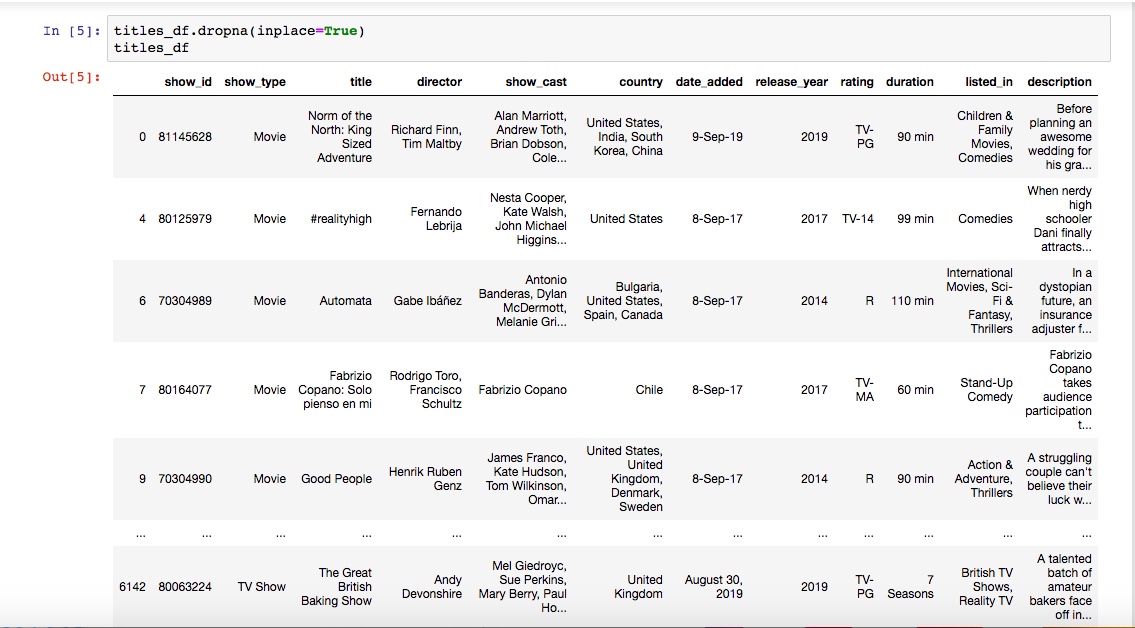 In [5]: titles_df.dropna(inplace=True)
titles_df
Out[5]:
show_id show_type title director show_cast country date_added release_year rating duration listed_in description
0 81145628 Movie Norm of the North: King Sized Adventure Richard Finn, Tim Maltby Alan Marriott, Andrew Toth, Brian Dobson, Cole... United States, India, South Korea, China 9-Sep-19 2019 TV-PG 90 min Children & Family Movies, Comedies Before planning an awesome wedding for his gra...
4 80125979 Movie #realityhigh Fernando Lebrija Nesta Cooper, Kate Walsh, John Michael Higgins... United States 8-Sep-17 2017 TV-14 99 min Comedies When nerdy high schooler Dani finally attracts...
6 70304989 Movie Automata Gabe Ibáñez Antonio Banderas, Dylan McDermott, Melanie Gri... Bulgaria, United States, Spain, Canada 8-Sep-17 2014 R 110 min International Movies, Sci-Fi & Fantasy, Thrillers In a dystopian future, an insurance adjuster f...
7 80164077 Movie Fabrizio Copano: Solo pienso en mi Rodrigo Toro, Francisco Schultz Fabrizio Copano Chile 8-Sep-17 2017 TV-MA 60 min Stand-Up Comedy Fabrizio Copano takes audience participation t...
9 70304990 Movie Good People Henrik Ruben Genz James Franco, Kate Hudson, Tom Wilkinson, Omar... United States, United Kingdom, Denmark, Sweden 8-Sep-17 2014 R 90 min Action & Adventure, Thrillers A struggling couple can't believe their luck w...
... ... ... ... ... ... ... ... ... ... ... ... ...
6142 80063224 TV Show The Great British Baking Show Andy Devonshire Mel Giedroyc, Sue Perkins, Mary Berry, Paul Ho... United Kingdom August 30, 2019 2019 TV-PG 7 Seasons British TV Shows, Reality TV A talented batch of amateur bakers face off in...